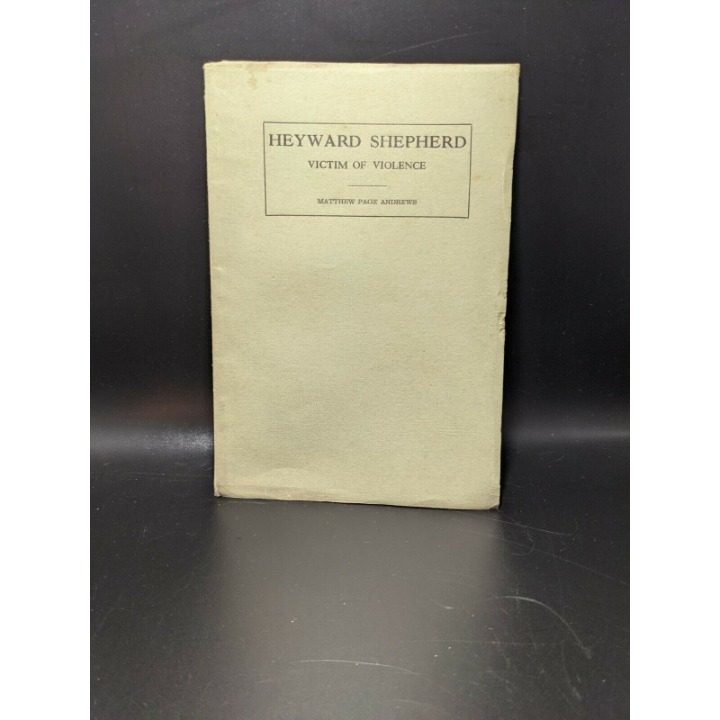 HEYWARD SHEPHERD
VICTIM OF VIOLENCE
MATTHEW PAGE ANDREWS